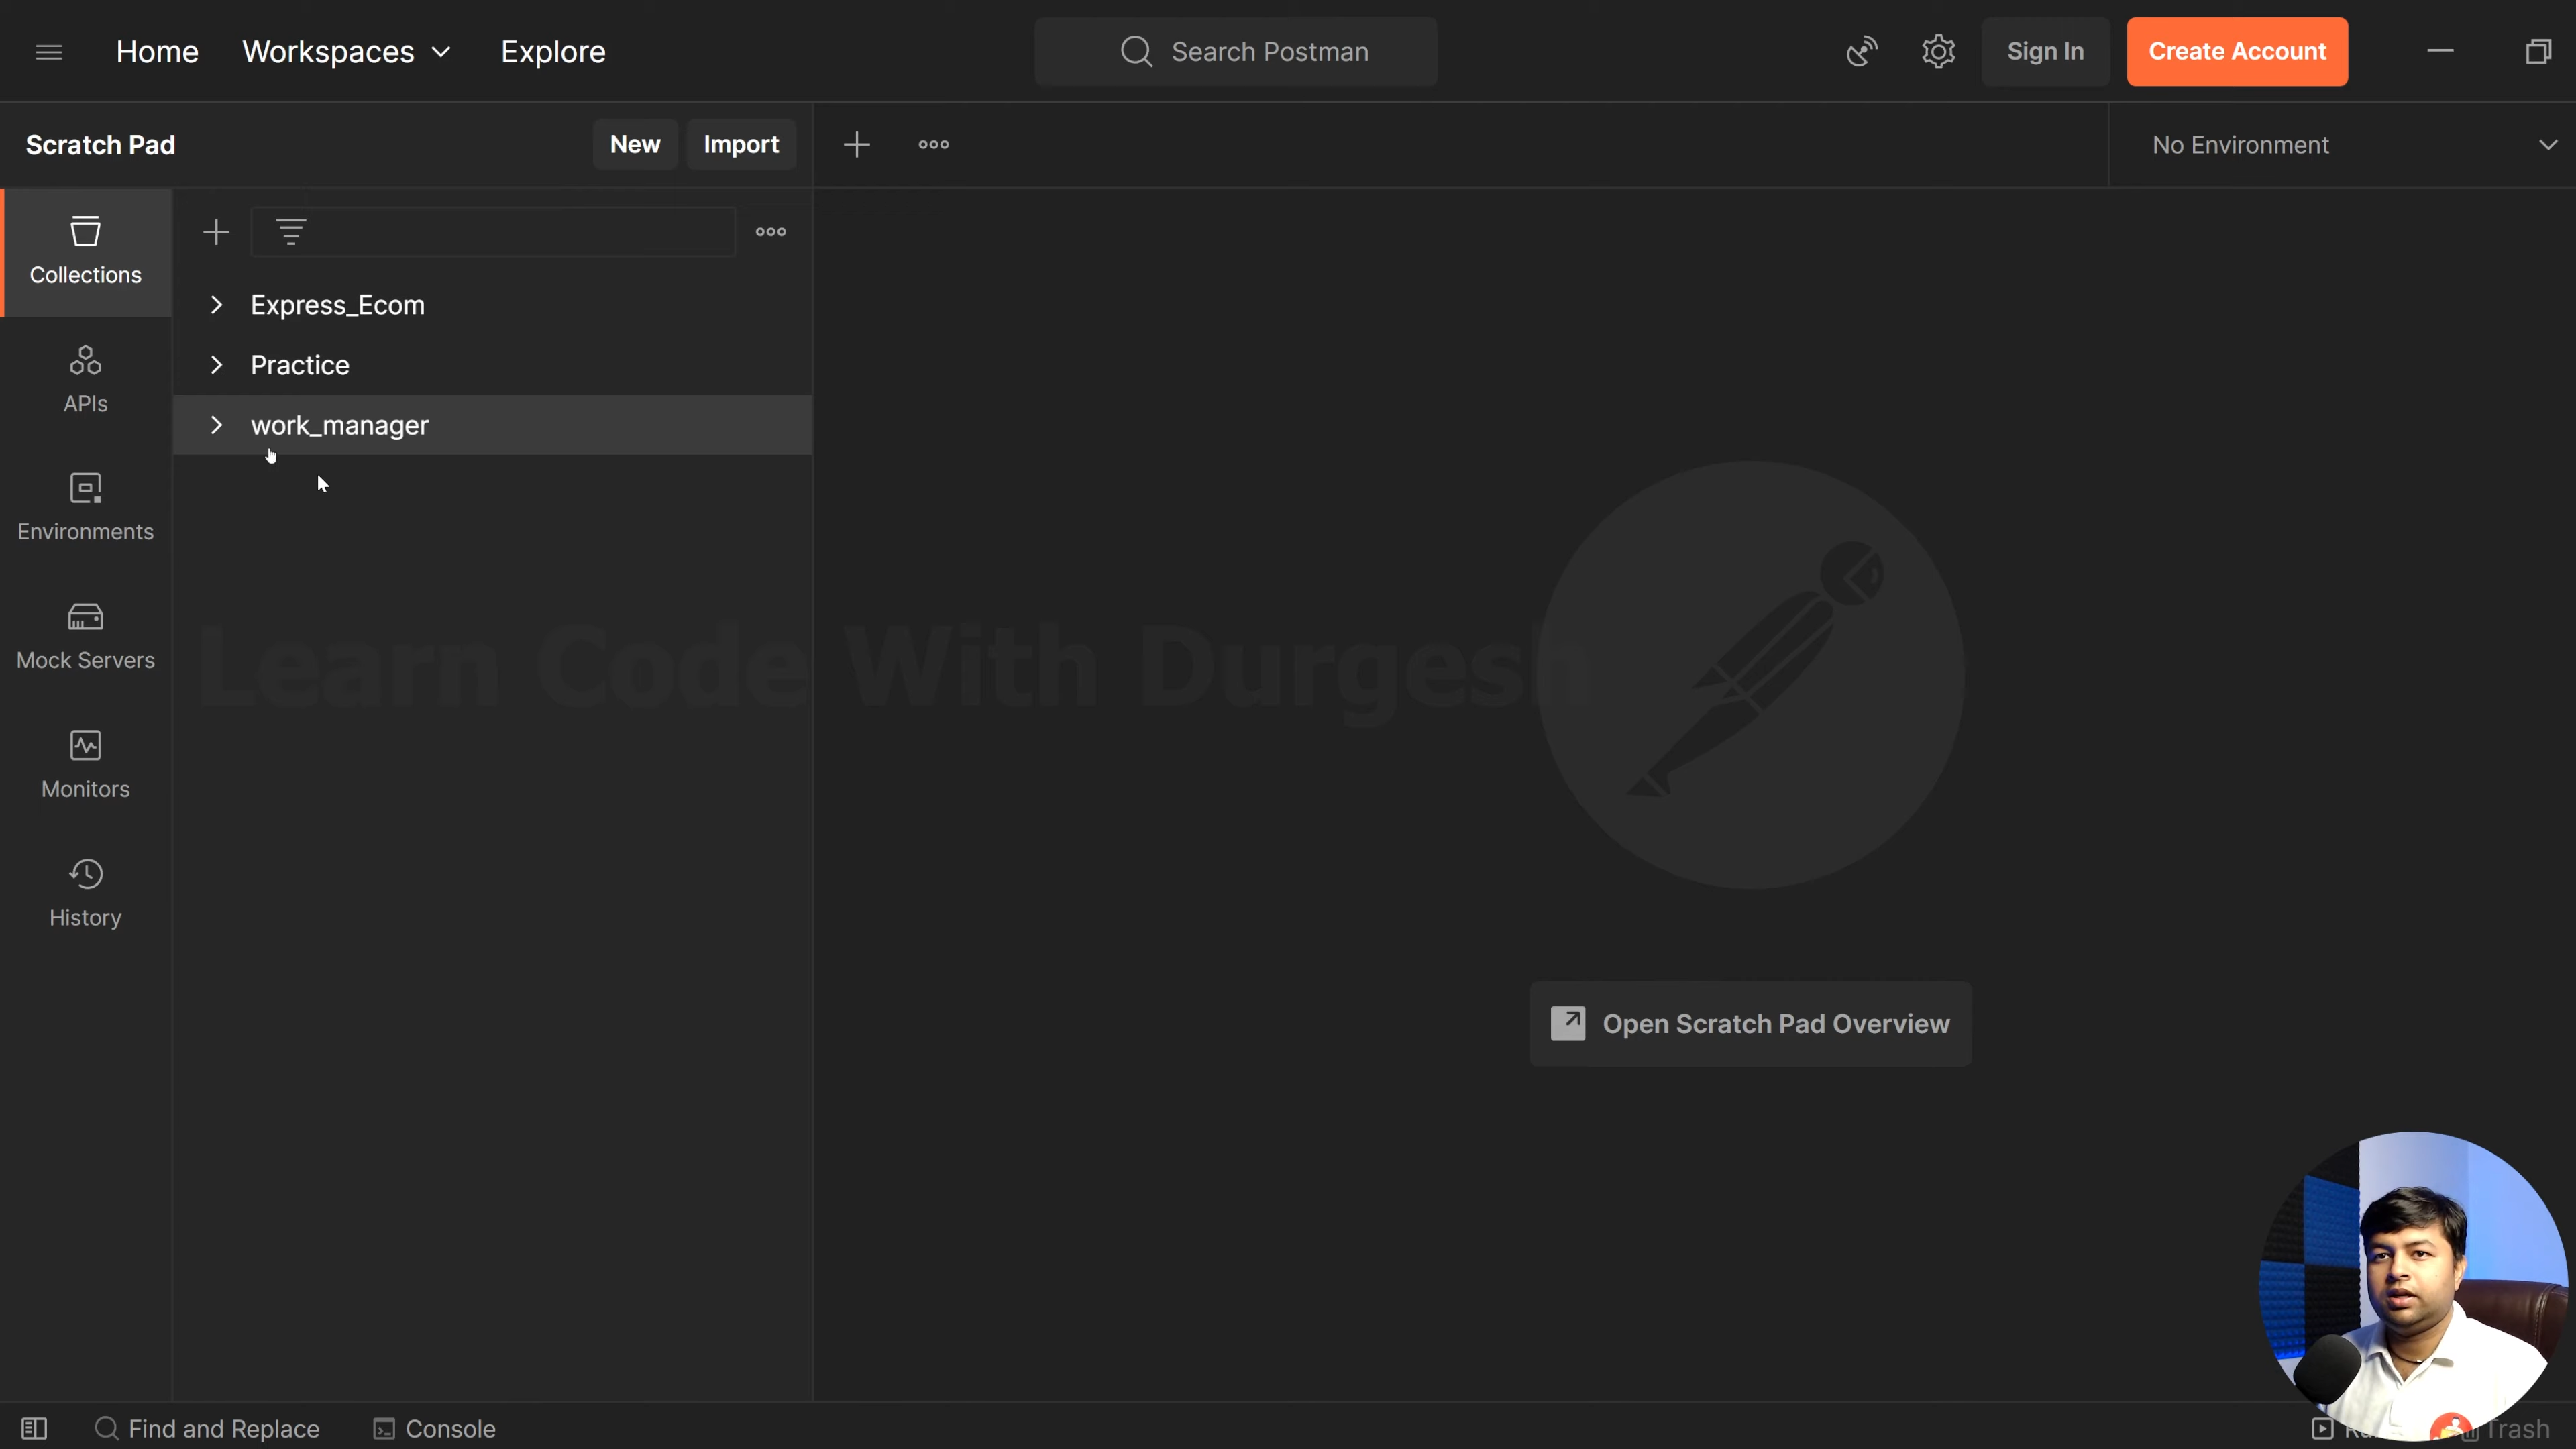 Home Workspaces Explore Search Postman Sign In Create Account
Scratch Pad New Import No Environment
Collections
Express_Ecom
Practice
APIs
work_manager
Environments
Mock Servers
Learn Code With Durgesh
Monitors
History
Open Scratch Pad Overview
Find and Replace Console Trash